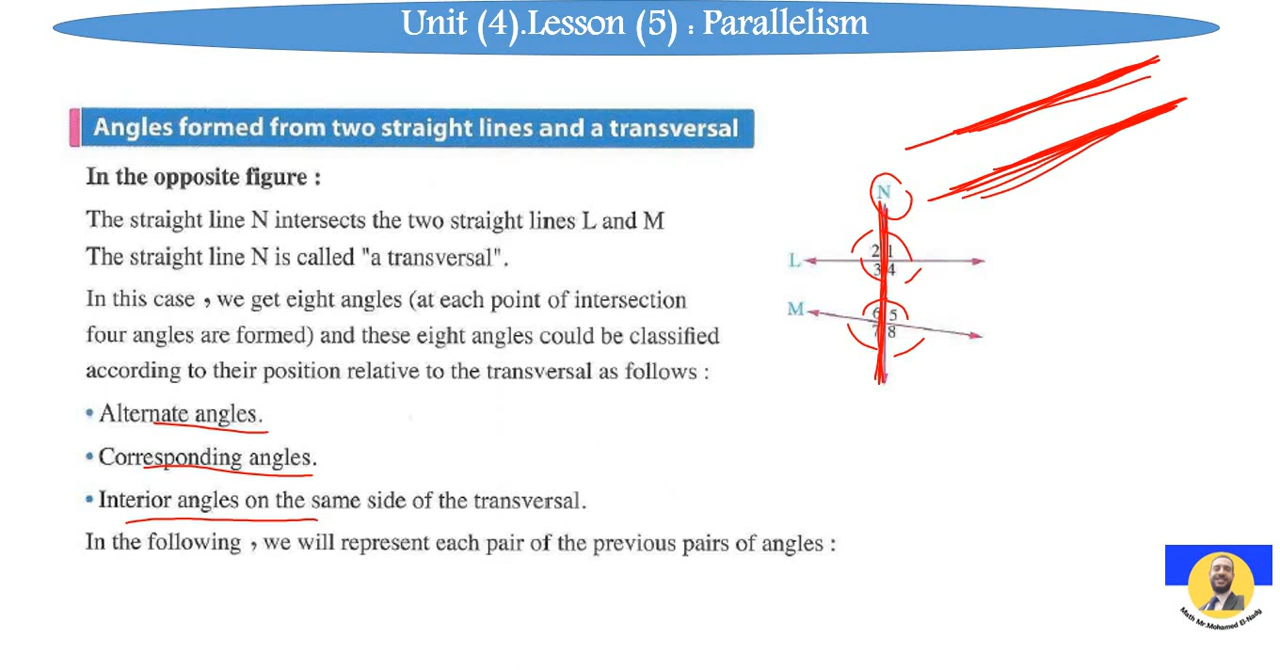 Unit (4).Lesson (5) : Parallelism
Angles formed from two straight lines and a transversal
In the opposite figure :
The straight line N intersects the two straight lines L and M
The straight line N is called "a transversal".
In this case , we get eight angles (at each point of intersection
four angles are formed) and these eight angles could be classified
according to their position relative to the transversal as follows :
• Alternate angles.
• Corresponding angles.
• Interior angles on the same side of the transversal.
In the following , we will represent each pair of the previous pairs of angles :
N
2 1
L
3 4
M
6 5
7 8
Math Mr.Mohamed El-Nady